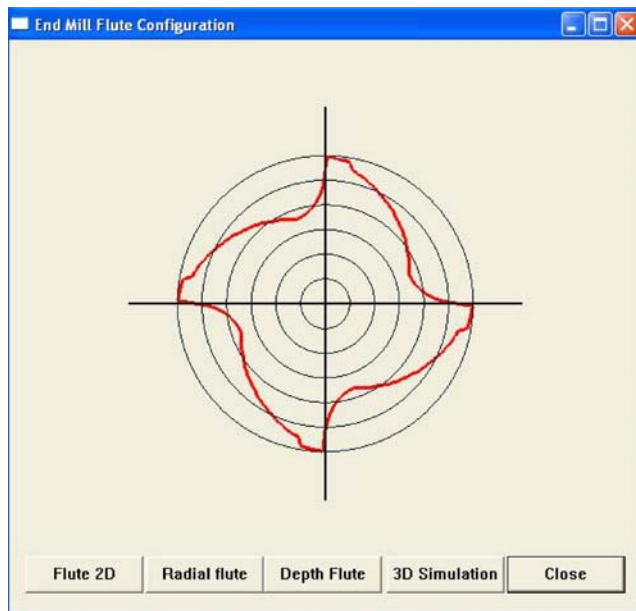 End Mill Flute Configuration
Flute 2D Radial flute Depth Flute 3D Simulation Close